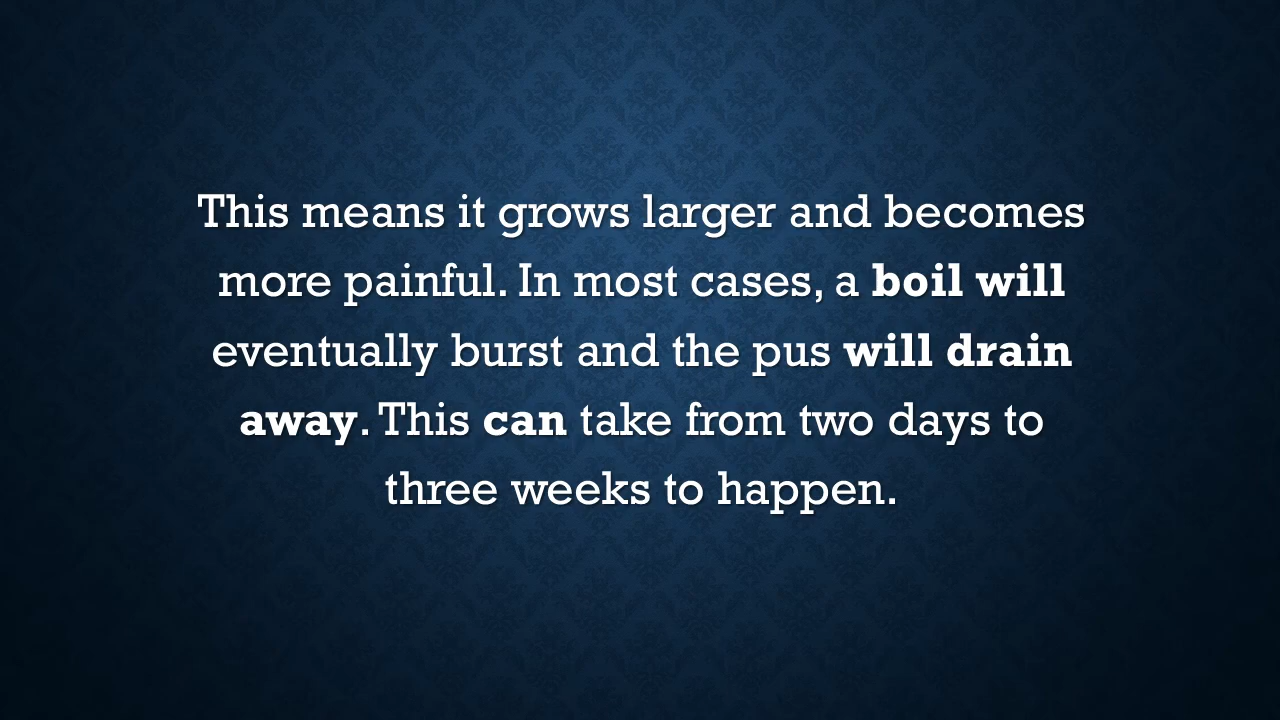 This means it grows larger and becomes
more painful. In most cases, a boil will
eventually burst and the pus will drain
away. This can take from two days to
three weeks to happen.